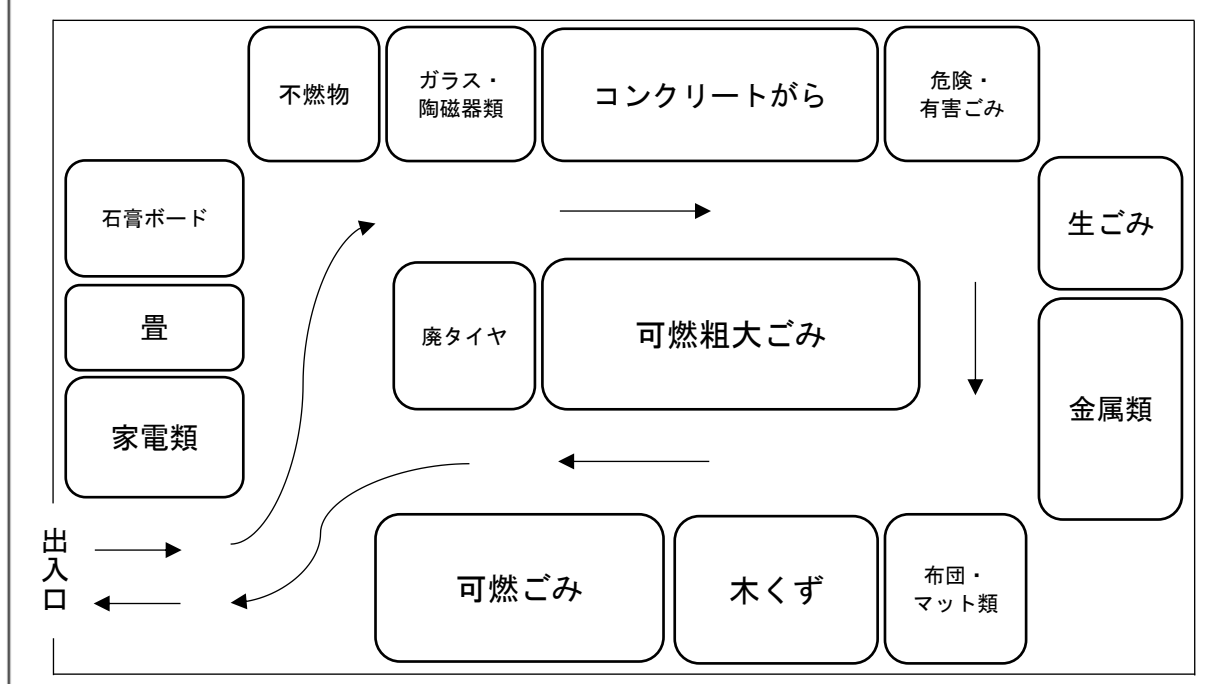 不燃物
ガラス・
陶磁器類
コンクリートがら
危険・
有害ごみ
石膏ボード
生ごみ
畳
廃タイヤ
可燃粗大ごみ
家電類
金属類
出入口
可燃ごみ
木くず
布団・
マット類